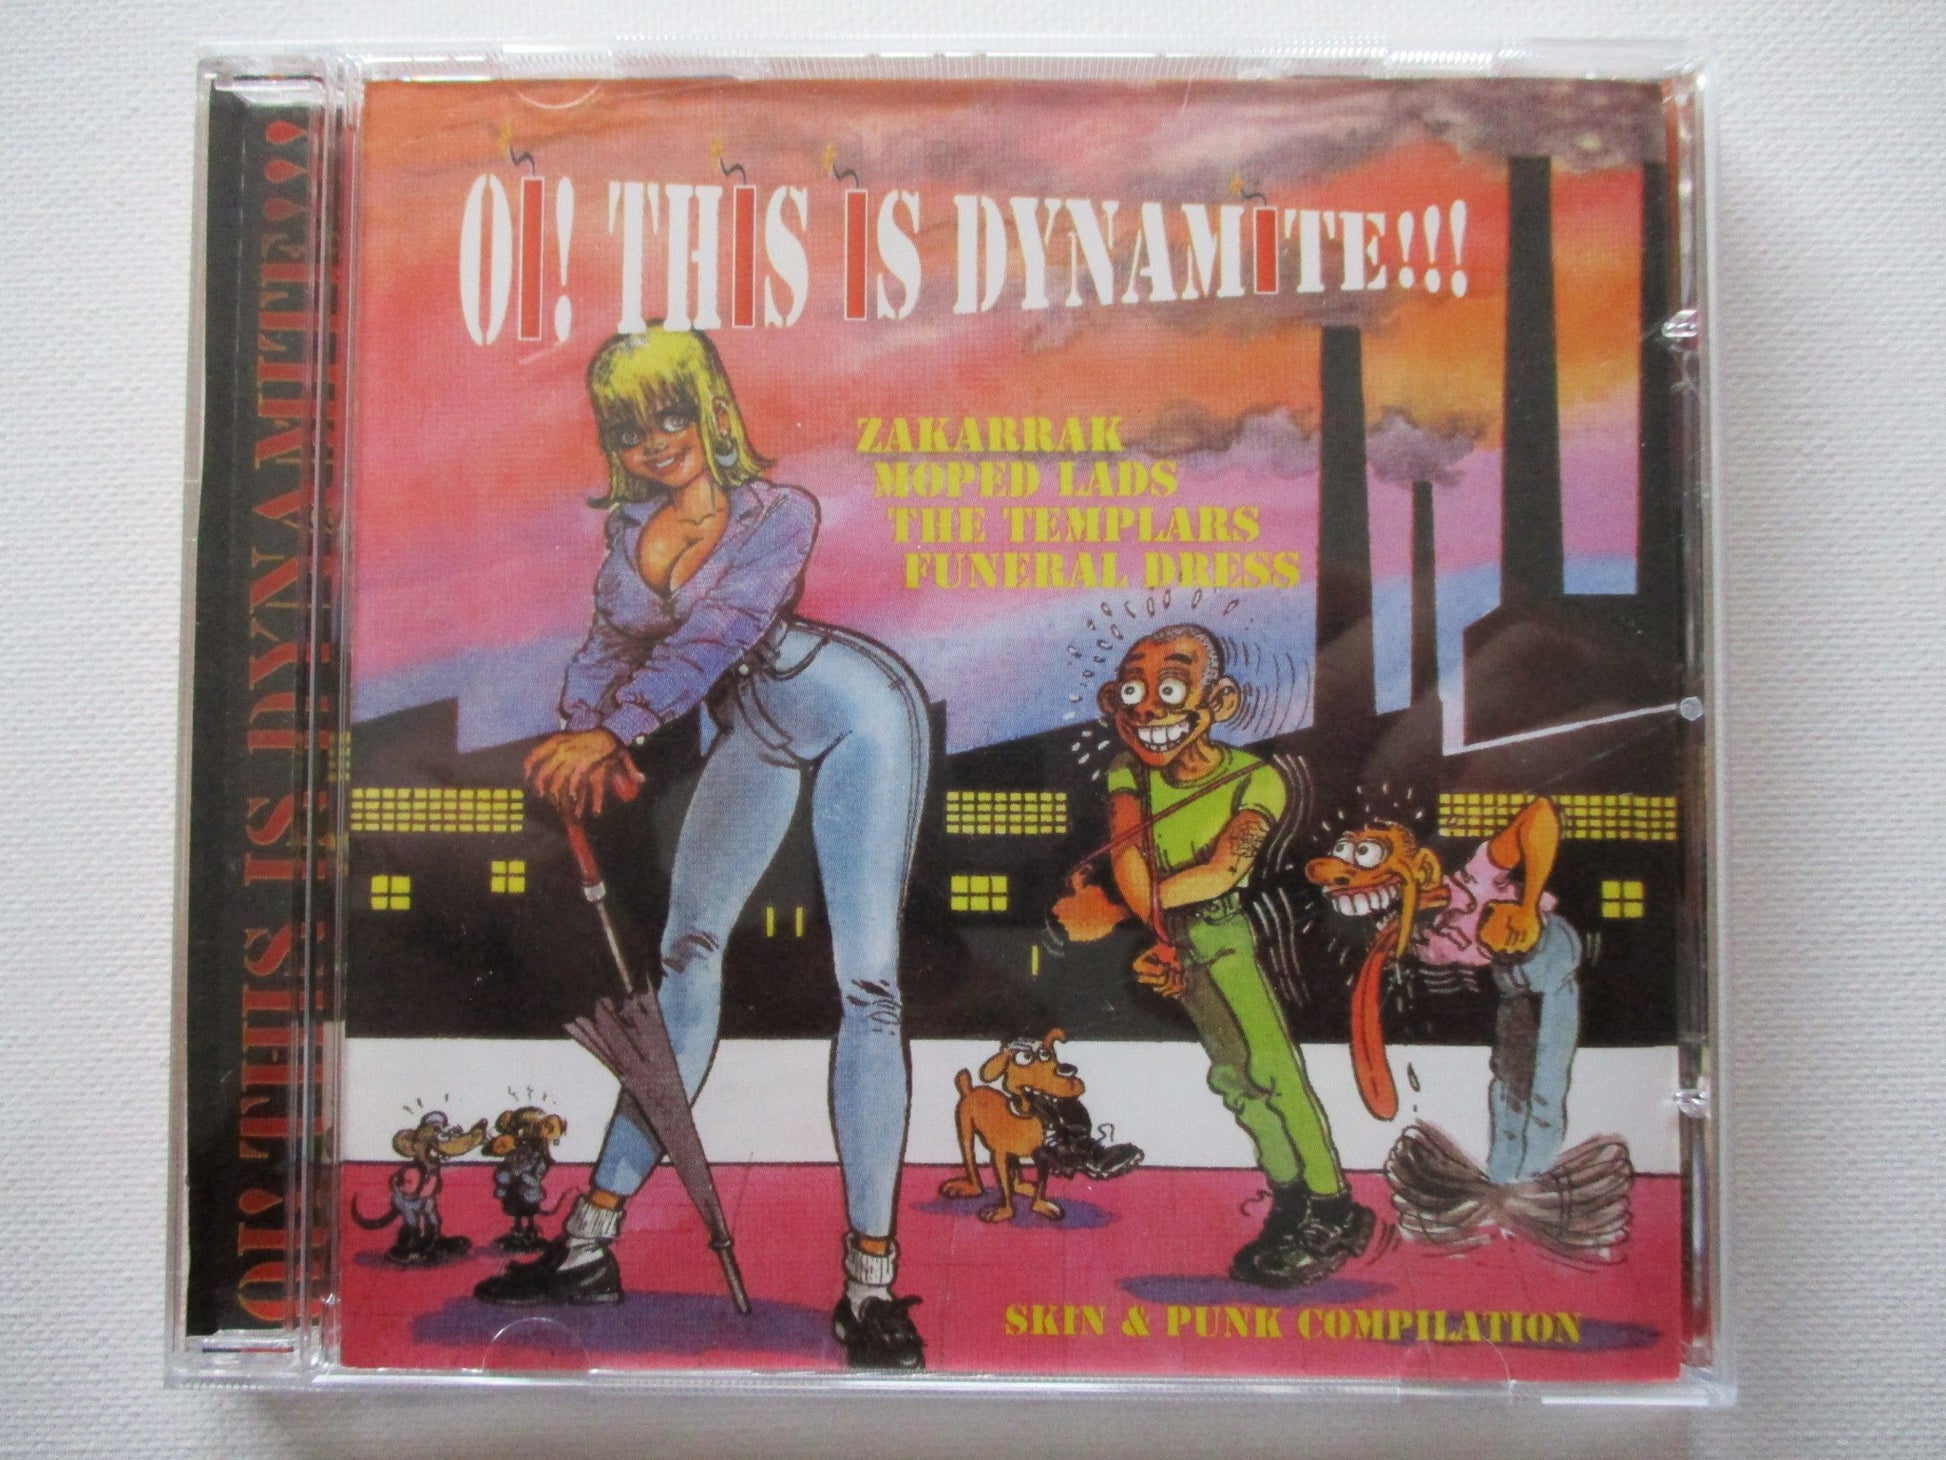 OI! THIS IS DYNAMITE!!!
OI! THIS IS DYNAMITE!!!
ZAKARRAK
MOPED LADS
THE TEMPLARS
FUNERAL DRESS
SKIN & PUNK COMPILATION